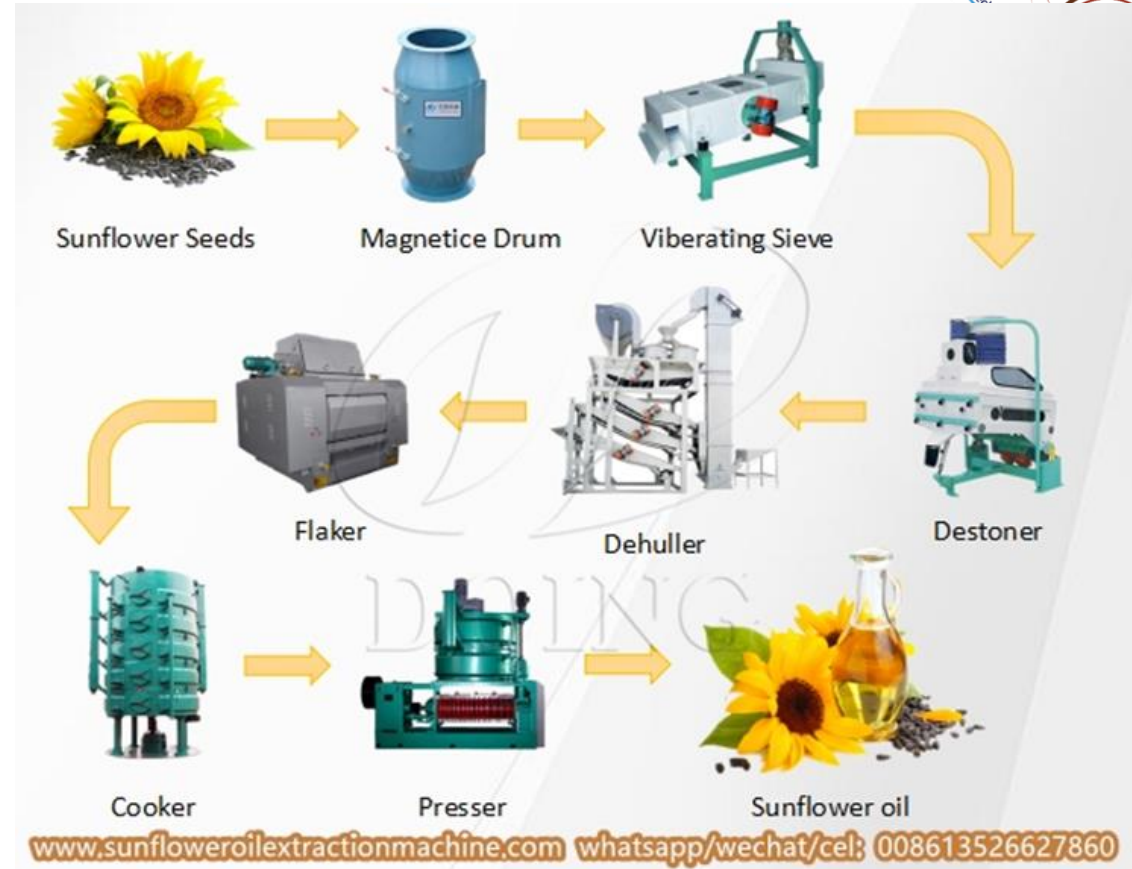 Sunflower Seeds
Magnetice Drum
Viberating Sieve
Flaker
Dehuller
Destoner
DOING
Cooker
Presser
Sunflower oil
www.sunfloweroilextractionmachine.com whatsapp/wechat/cel: 008613526627860